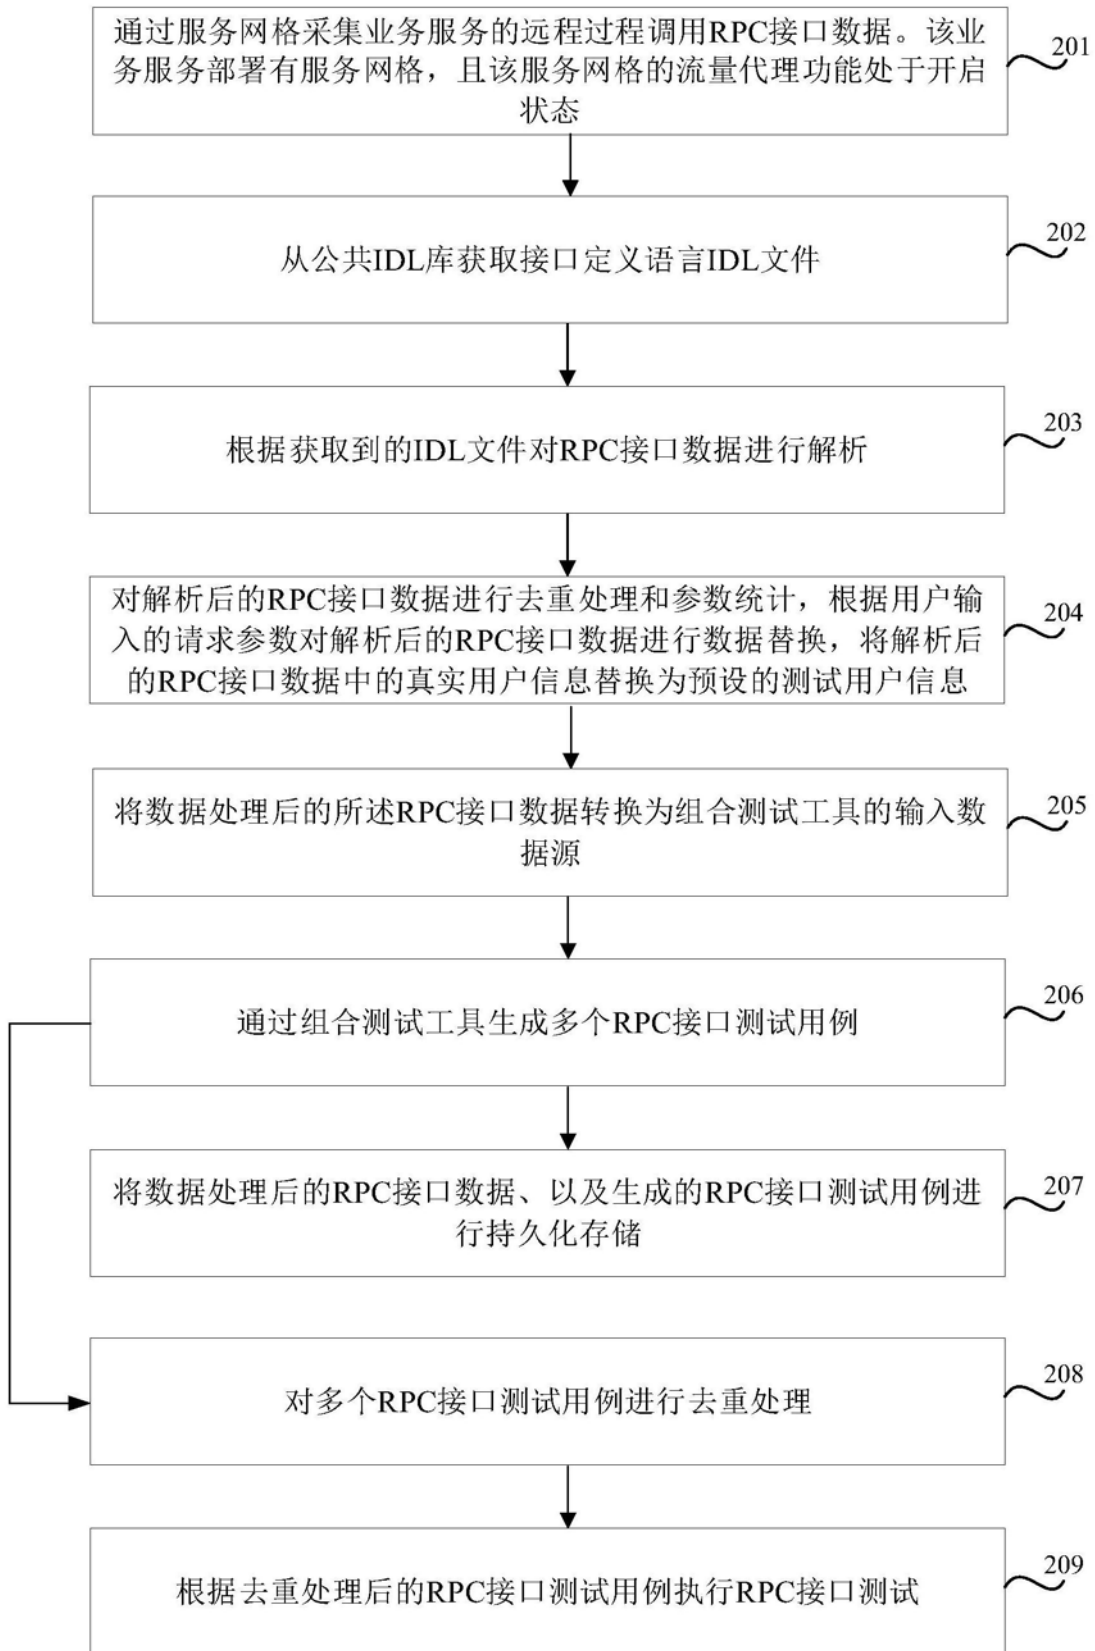 通过服务网格采集业务服务的远程过程调用RPC接口数据。该业
务服务部署有服务网格，且该服务网格的流量代理功能处于开启
状态
201
从公共IDL库获取接口定义语言IDL文件
202
根据获取到的IDL文件对RPC接口数据进行解析
203
对解析后的RPC接口数据进行去重处理和参数统计，根据用户输
入的请求参数对解析后的RPC接口数据进行数据替换，将解析后
的RPC接口数据中的真实用户信息替换为预设的测试用户信息
204
将数据处理后的所述RPC接口数据转换为组合测试工具的输入数
据源
205
通过组合测试工具生成多个RPC接口测试用例
206
将数据处理后的RPC接口数据、以及生成的RPC接口测试用例进
行持久化存储
207
对多个RPC接口测试用例进行去重处理
208
根据去重处理后的RPC接口测试用例执行RPC接口测试
209